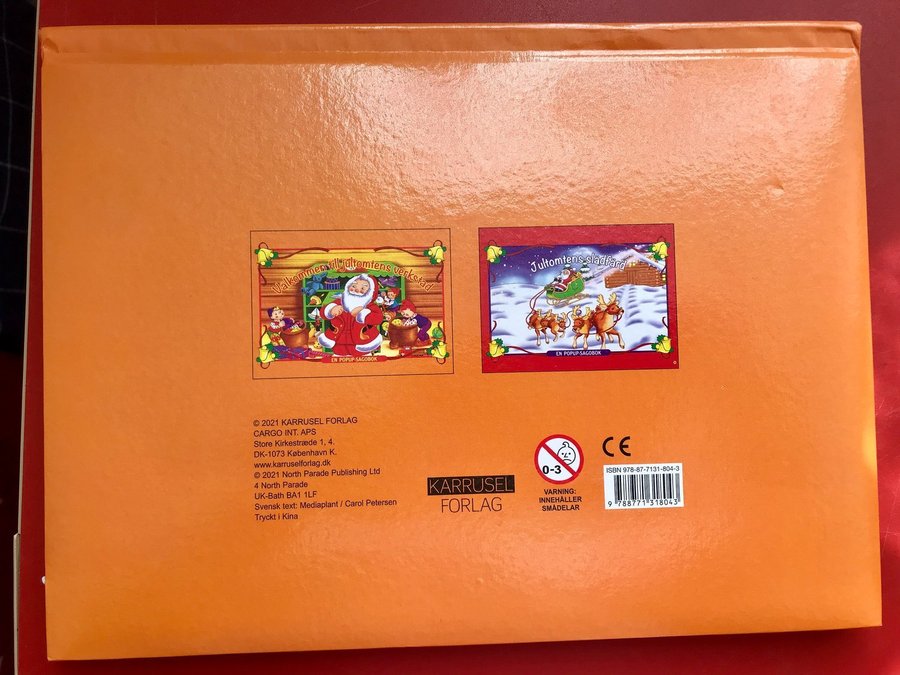 Välkommen till jultomtens verkstad
EN POPUP-SAGOBOK
Jultomtens slädfärd
EN POPUP-SAGOBOK
© 2021 KARRUSEL FORLAG
CARGO INT. APS
Store Kirkestræde 1, 4.
DK-1073 København K.
www.karruselforlag.dk
© 2021 North Parade Publishing Ltd
4 North Parade
UK-Bath BA1 1LF
Svensk text: Mediaplant / Carol Petersen
Tryckt i Kina
KARRUSEL
FORLAG
0-3
VARNING:
INNEHÅLLER
SMÅDELAR
CE
ISBN 978-87-7131-804-3
9 788771 318043